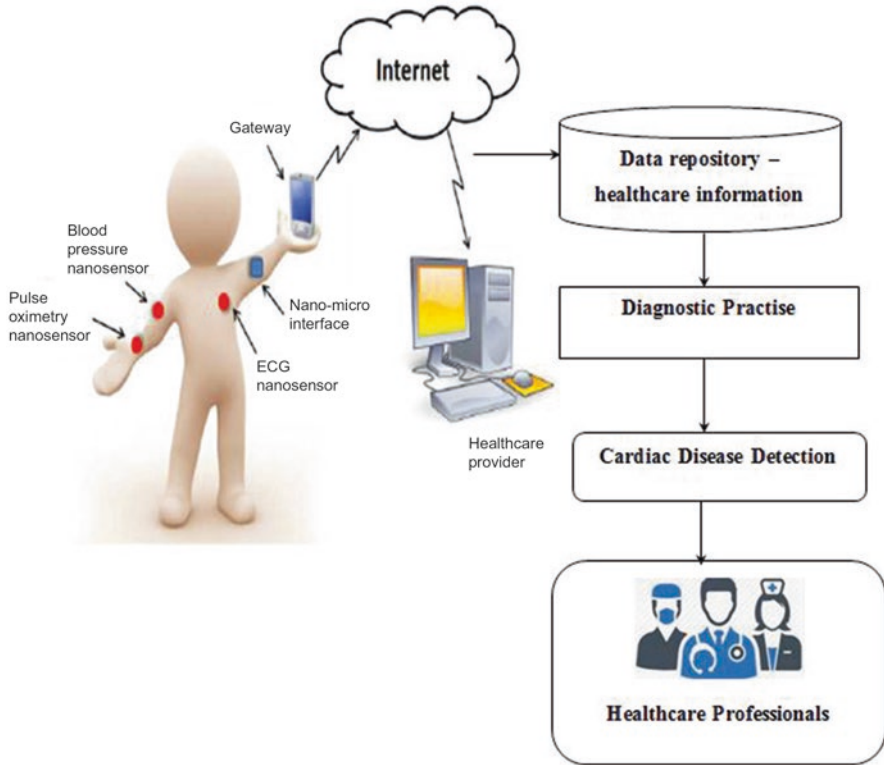 Internet
Gateway
Blood
pressure
nanosensor
Pulse
oximetry
nanosensor
Nano-micro
interface
ECG
nanosensor
Healthcare
provider
Data repository –
healthcare information
Diagnostic Practise
Cardiac Disease Detection
Healthcare Professionals